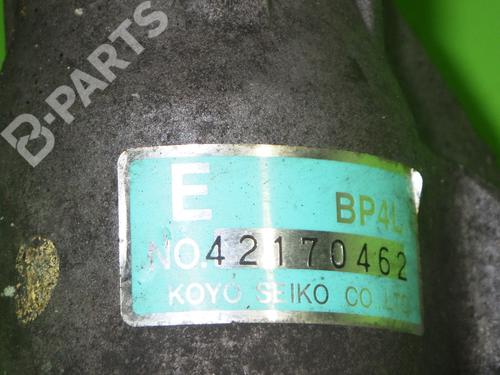 B-PARTS
E BP4L
NO. 42170462
KOYO SEIKO CO. LTD